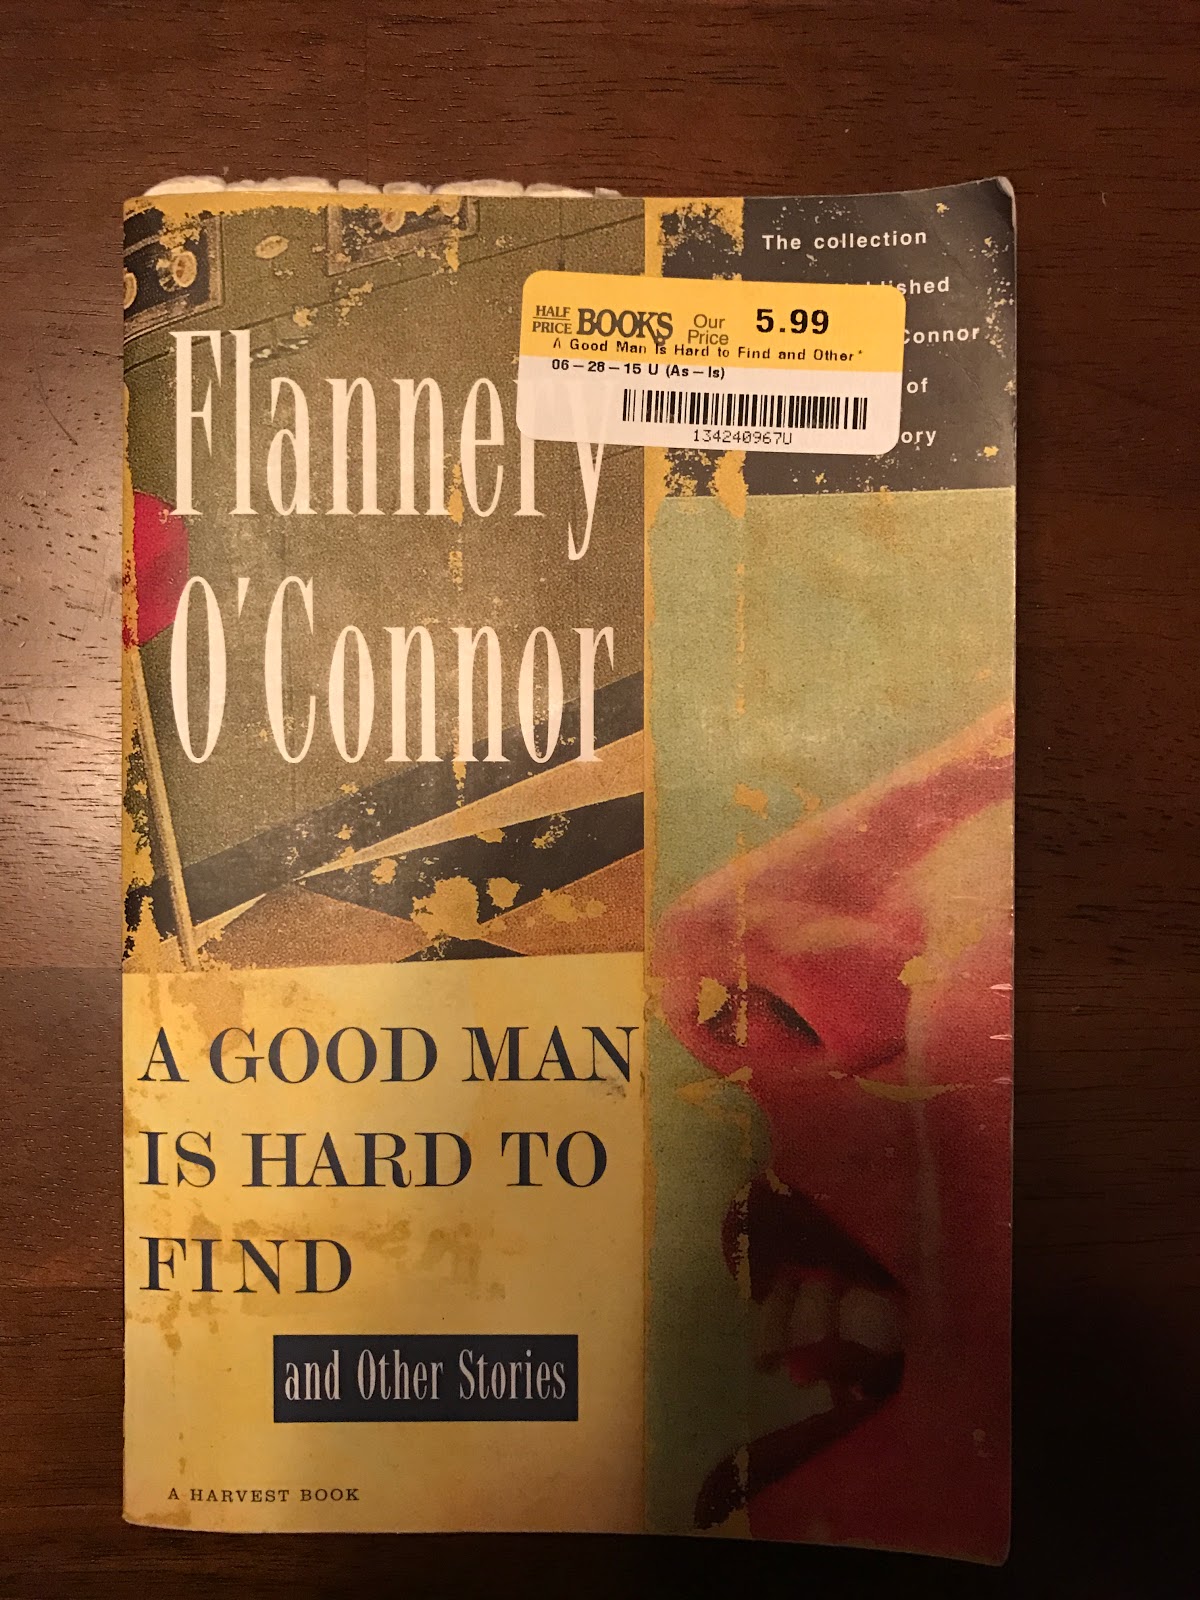 The collection
ished
Connor
of
ory
HALF PRICE BOOKS Our Price 5.99
A Good Man Is Hard to Find and Other*
06-28-15 U (As-Is)
134240967U
Flannery
O'Connor
A GOOD MAN
IS HARD TO
FIND
and Other Stories
A HARVEST BOOK